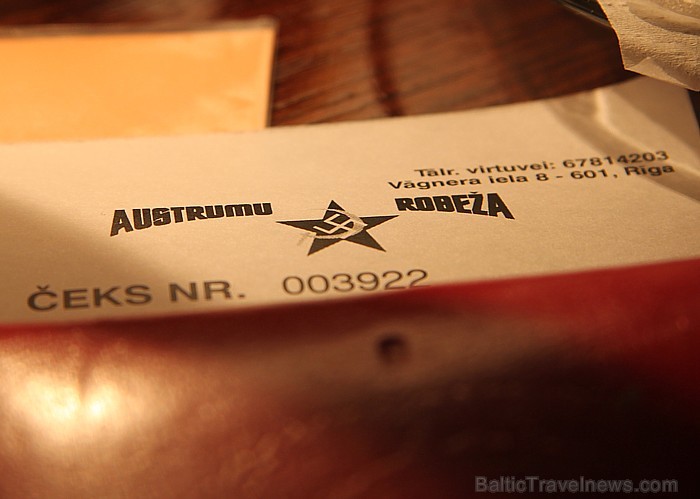 Tālr. virtuvei: 67814203
Vāgnera iela 8 - 601, Rīga
AUSTRUMU ROBEŽA
ČEKS NR. 003922
BalticTravelnews.com